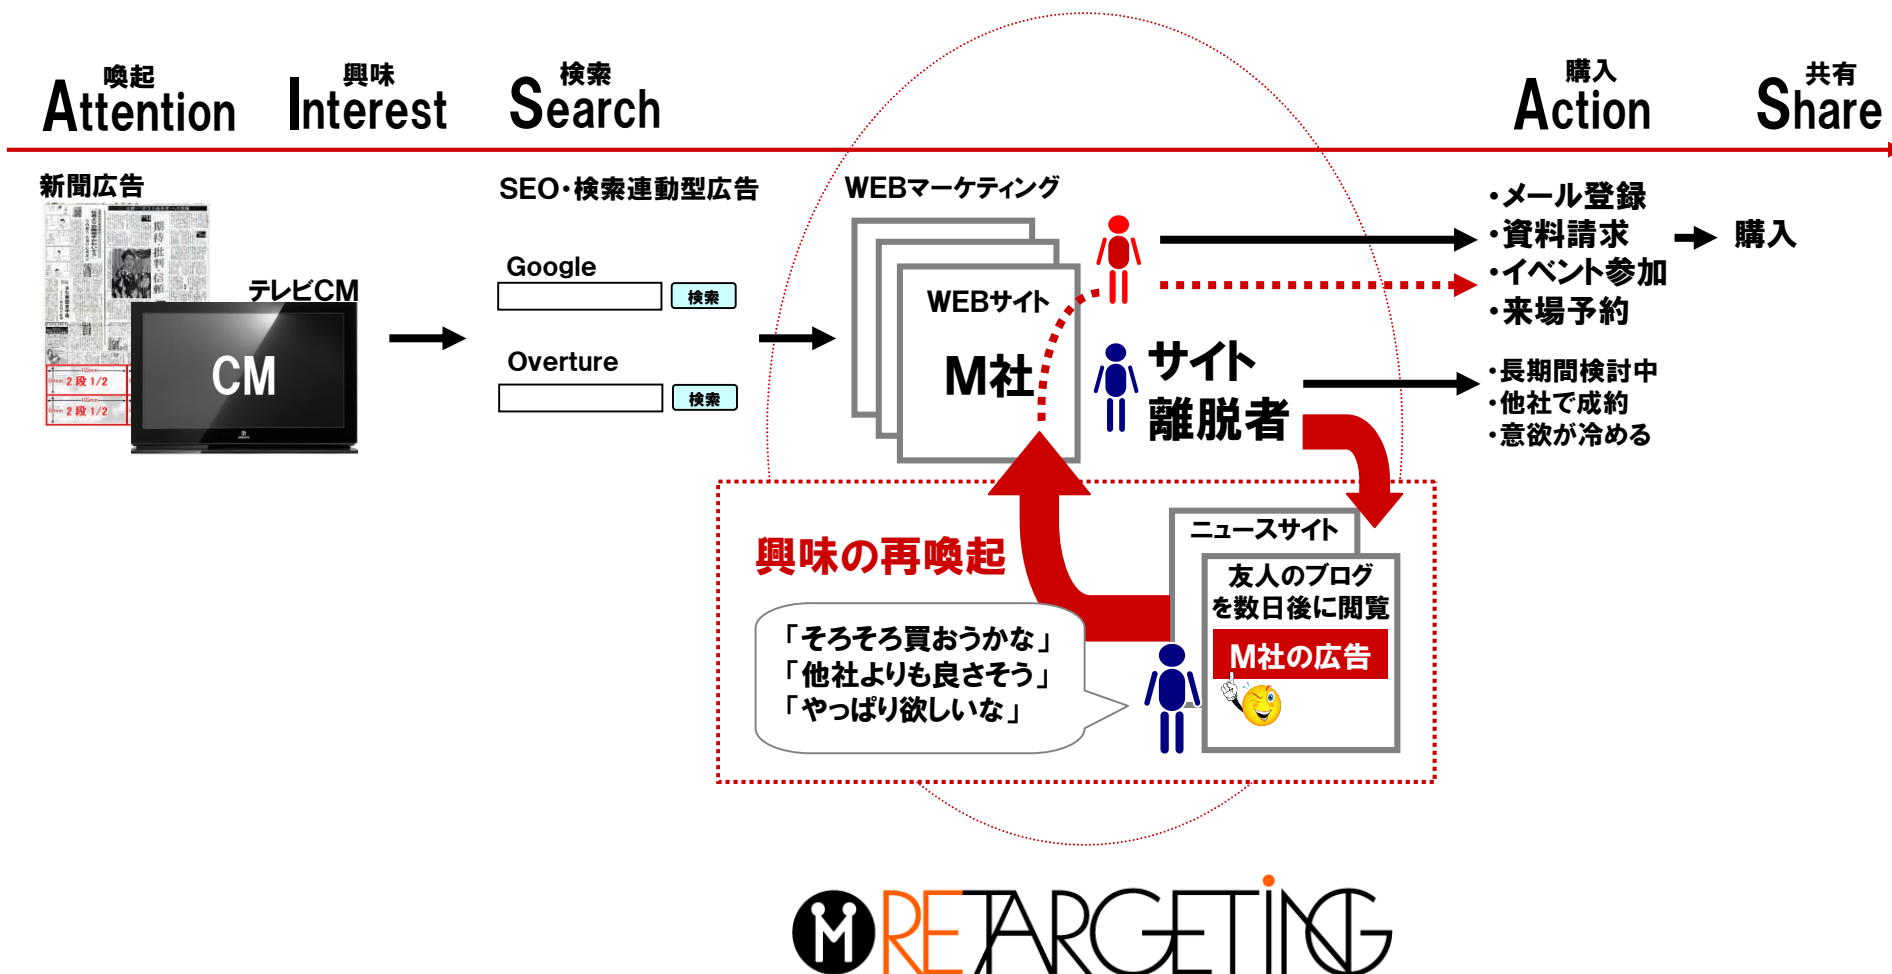 喚起
Attention
興味
Interest
検索
Search
購入
Action
共有
Share
新聞広告
期待・批判・信頼
2段 1/2
2段 1/2
テレビCM
CM
SEO・検索連動型広告
Google
検索
Overture
検索
WEBマーケティング
WEBサイト
M社
サイト
離脱者
・メール登録
・資料請求
・イベント参加
・来場予約
購入
・長期間検討中
・他社で成約
・意欲が冷める
興味の再喚起
「そろそろ買おうかな」
「他社よりも良さそう」
「やっぱり欲しいな」
ニュースサイト
友人のブログ
を数日後に閲覧
M社の広告
M RETARGETiNG